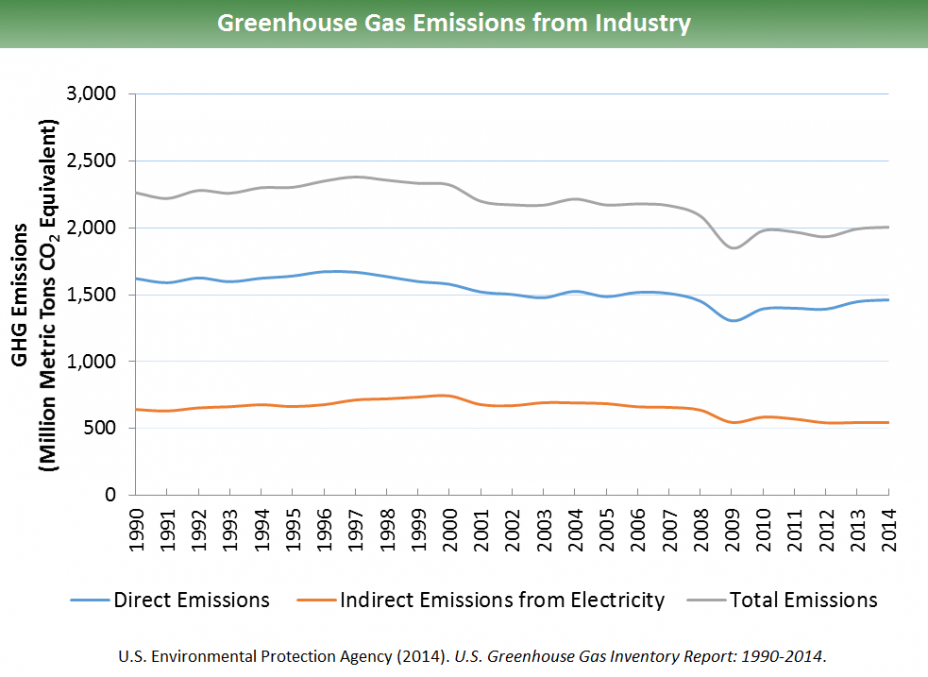 Greenhouse Gas Emissions from Industry
GHG Emissions
(Million Metric Tons CO₂ Equivalent)
3,000
2,500
2,000
1,500
1,000
500
0
1990 1991 1992 1993 1994 1995 1996 1997 1998 1999 2000 2001 2002 2003 2004 2005 2006 2007 2008 2009 2010 2011 2012 2013 2014
Direct Emissions Indirect Emissions from Electricity Total Emissions
U.S. Environmental Protection Agency (2014). U.S. Greenhouse Gas Inventory Report: 1990-2014.